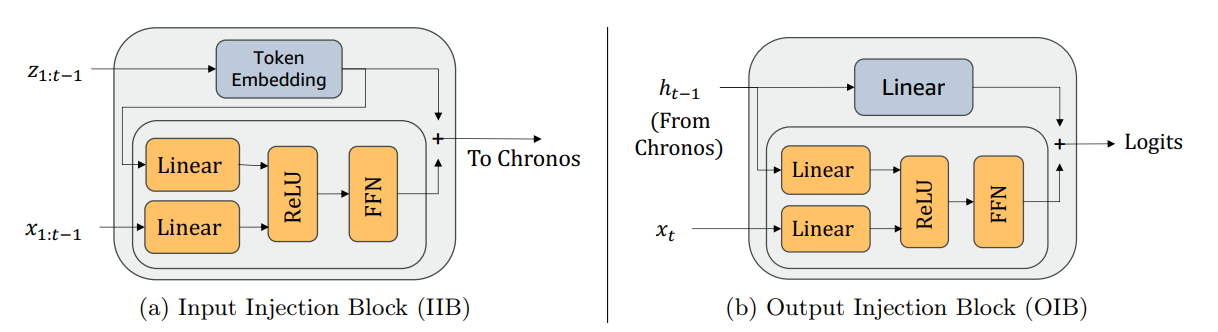 Token
Embedding
z_{1:t−1}
+
To Chronos
Linear
ReLU
FFN
Linear
x_{1:t−1}
(a) Input Injection Block (IIB)
h_{t−1}
(From
Chronos)
Linear
+
Logits
Linear
ReLU
FFN
Linear
x_t
(b) Output Injection Block (OIB)